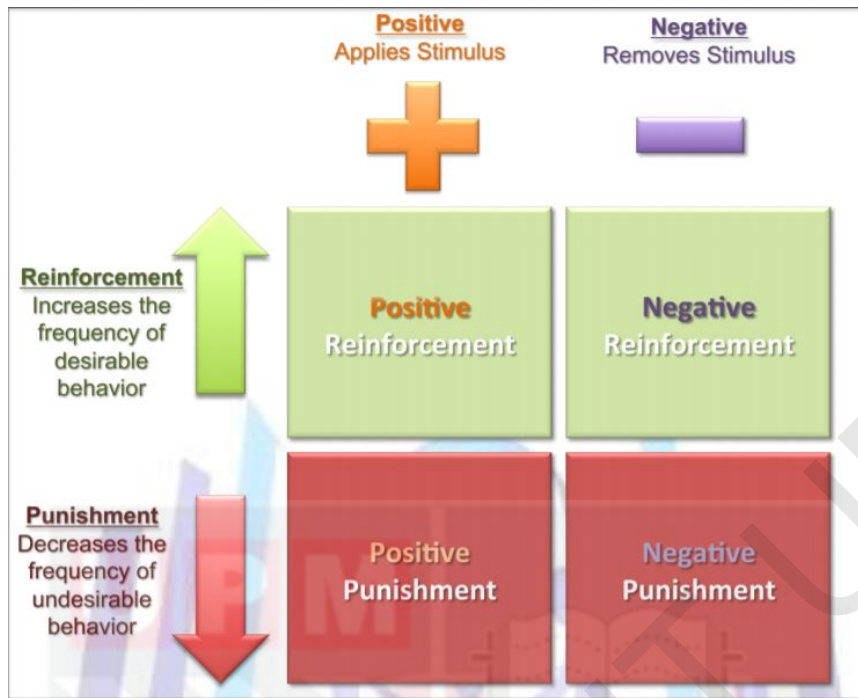 Positive
Applies Stimulus
Negative
Removes Stimulus
Reinforcement
Increases the
frequency of
desirable
behavior
Positive
Reinforcement
Negative
Reinforcement
Punishment
Decreases the
frequency of
undesirable
behavior
Positive
Punishment
Negative
Punishment